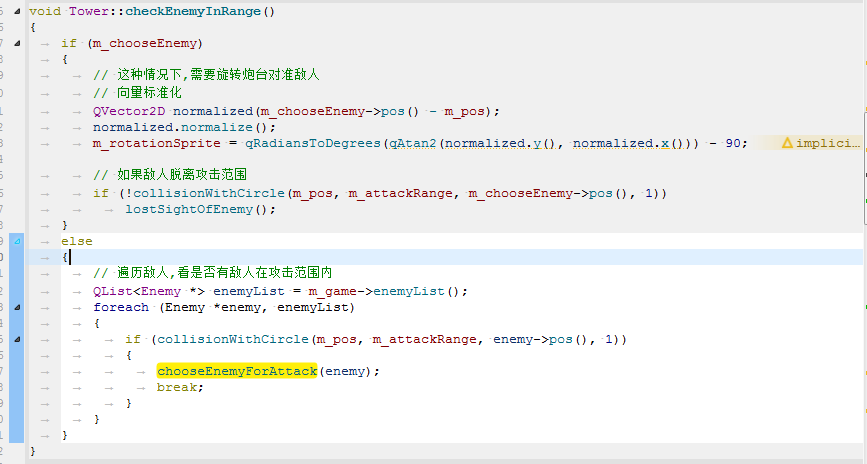 void Tower::checkEnemyInRange()
{
if (m_chooseEnemy)
{
// 这种情况下,需要旋转炮台对准敌人
// 向量标准化
QVector2D normalized(m_chooseEnemy->pos() - m_pos);
normalized.normalize();
m_rotationSprite = qRadiansToDegrees(qAtan2(normalized.y(), normalized.x())) - 90; implici...
// 如果敌人脱离攻击范围
if (!collisionWithCircle(m_pos, m_attackRange, m_chooseEnemy->pos(), 1))
lostSightOfEnemy();
}
else
{
// 遍历敌人,看是否有敌人在攻击范围内
QList<Enemy *> enemyList = m_game->enemyList();
foreach (Enemy *enemy, enemyList)
{
if (collisionWithCircle(m_pos, m_attackRange, enemy->pos(), 1))
{
chooseEnemyForAttack(enemy);
break;
}
}
}
}